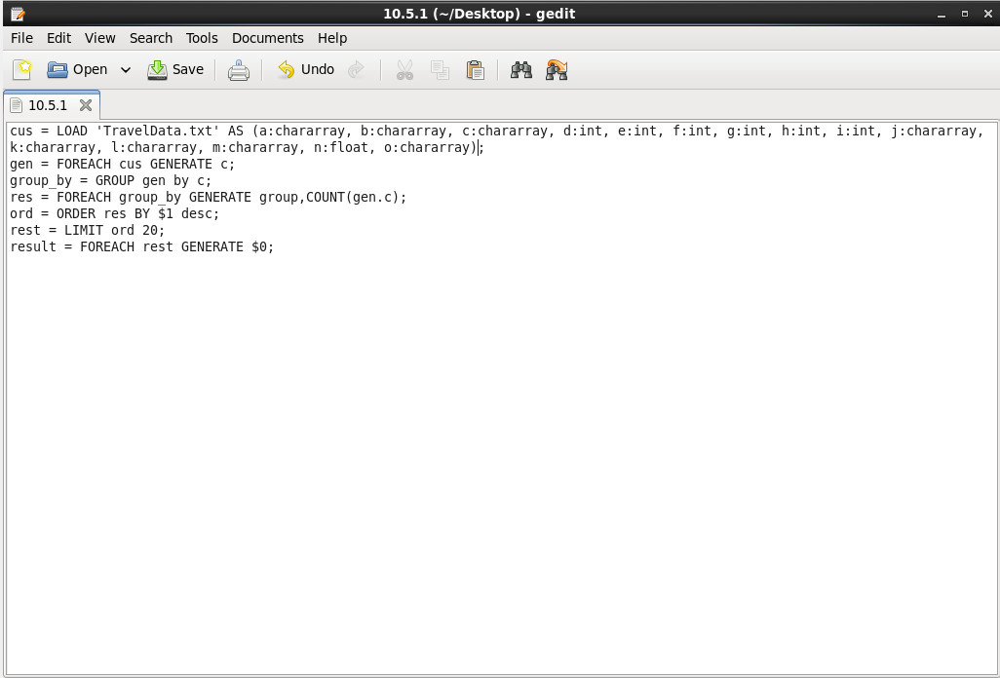 10.5.1 (~/Desktop) - gedit
File Edit View Search Tools Documents Help
Open Save Undo
10.5.1
cus = LOAD 'TravelData.txt' AS (a:chararray, b:chararray, c:chararray, d:int, e:int, f:int, g:int, h:int, i:int, j:chararray,
k:chararray, l:chararray, m:chararray, n:float, o:chararray);
gen = FOREACH cus GENERATE c;
group_by = GROUP gen by c;
res = FOREACH group_by GENERATE group,COUNT(gen.c);
ord = ORDER res BY $1 desc;
rest = LIMIT ord 20;
result = FOREACH rest GENERATE $0;